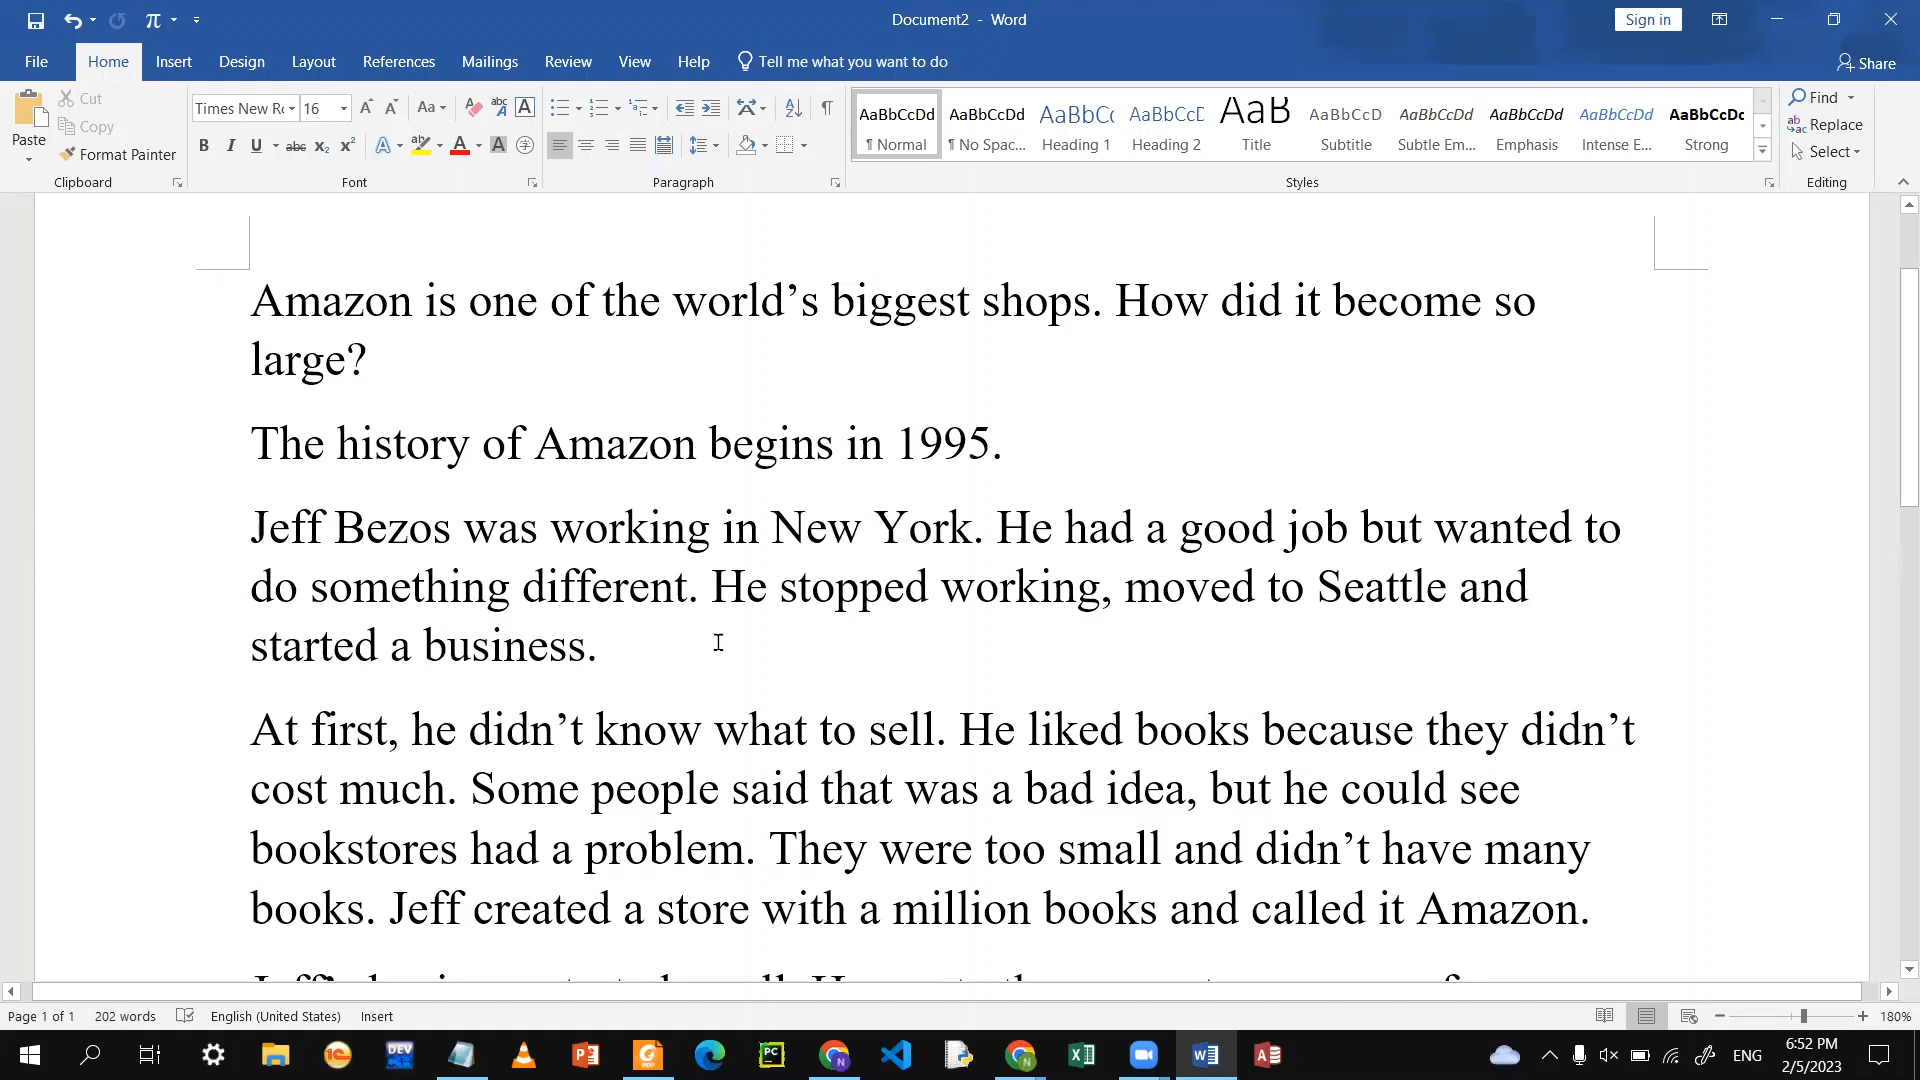 Document2 - Word
Sign in
File Home Insert Design Layout References Mailings Review View Help Tell me what you want to do
Share
Paste
Cut
Copy
Format Painter
Clipboard
Times New Ro 16
Font
Paragraph
AaBbCcDd AaBbCcDd AaBbCc AaBbCcD AaB AaBbCcD AaBbCcDd AaBbCcDd AaBbCcDd AaBbCcDc
¶ Normal ¶ No Spac... Heading 1 Heading 2 Title Subtitle Subtle Em... Emphasis Intense E... Strong
Styles
Find
Replace
Select
Editing
Amazon is one of the world’s biggest shops. How did it become so
large?
The history of Amazon begins in 1995.
Jeff Bezos was working in New York. He had a good job but wanted to
do something different. He stopped working, moved to Seattle and
started a business.
At first, he didn’t know what to sell. He liked books because they didn’t
cost much. Some people said that was a bad idea, but he could see
bookstores had a problem. They were too small and didn’t have many
books. Jeff created a store with a million books and called it Amazon.
Page 1 of 1 202 words English (United States) Insert
180%
ENG
6:52 PM
2/5/2023